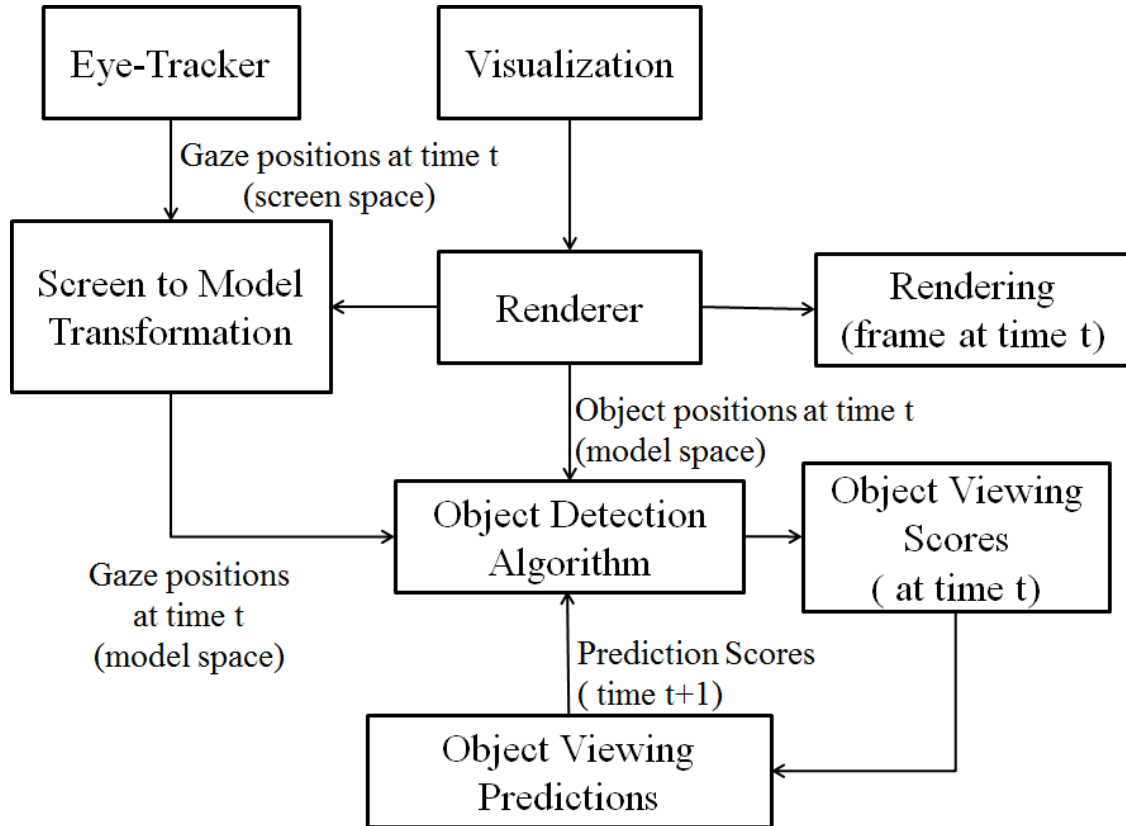 Eye-Tracker
Visualization
Gaze positions at time t
(screen space)
Screen to Model
Transformation
Renderer
Rendering
(frame at time t)
Object positions at time t
(model space)
Object Detection
Algorithm
Object Viewing
Scores
( at time t)
Gaze positions
at time t
(model space)
Prediction Scores
( time t+1)
Object Viewing
Predictions